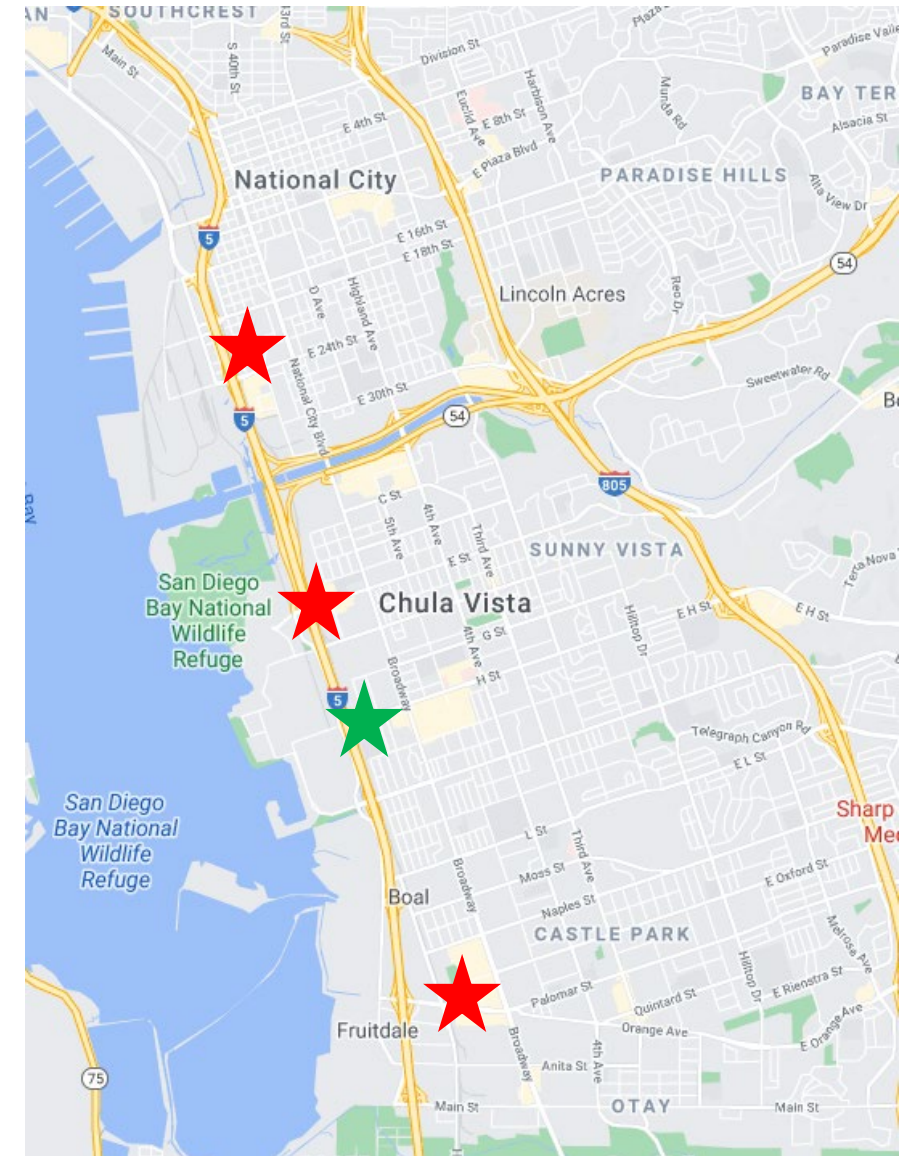 AN
SOUTHCREST
43rd St
Main St
S 40th St
Division St
Plaza
Paradise Valle
Harbison Ave
Euclid Ave
E 8th St
Munda Rd
BAY TER
Alsacia St
E 4th St
E Plaza Blvd
National City
PARADISE HILLS
Alta View Dr
5
E 16th St
E 18th St
54
Lincoln Acres
Reo Dr
D Ave
Highland Ave
E 24th St
National City Blvd
E 30th St
Sweetwater Rd
Bo
5
54
805
Bay
C St
5th Ave
4th Ave
Third Ave
E St
SUNNY VISTA
Terra Nova
San Diego
Bay National
Wildlife
Refuge
Chula Vista
E H St
E H St
Hilltop Dr
G St
4th Ave
H St
Broadway
5
Telegraph Canyon Rd
E L St
San Diego
Bay National
Wildlife
Refuge
Sharp
Med
L St
Third Ave
Moss St
E Oxford St
Broadway
Boal
Naples St
CASTLE PARK
Melrose Ave
Hilltop Dr
E Rienstra St
Palomar St
Quintard St
Orange Ave
E Orange Ave
Fruitdale
Broadway
4th Ave
Anita St
75
Main St
OTAY
Main St